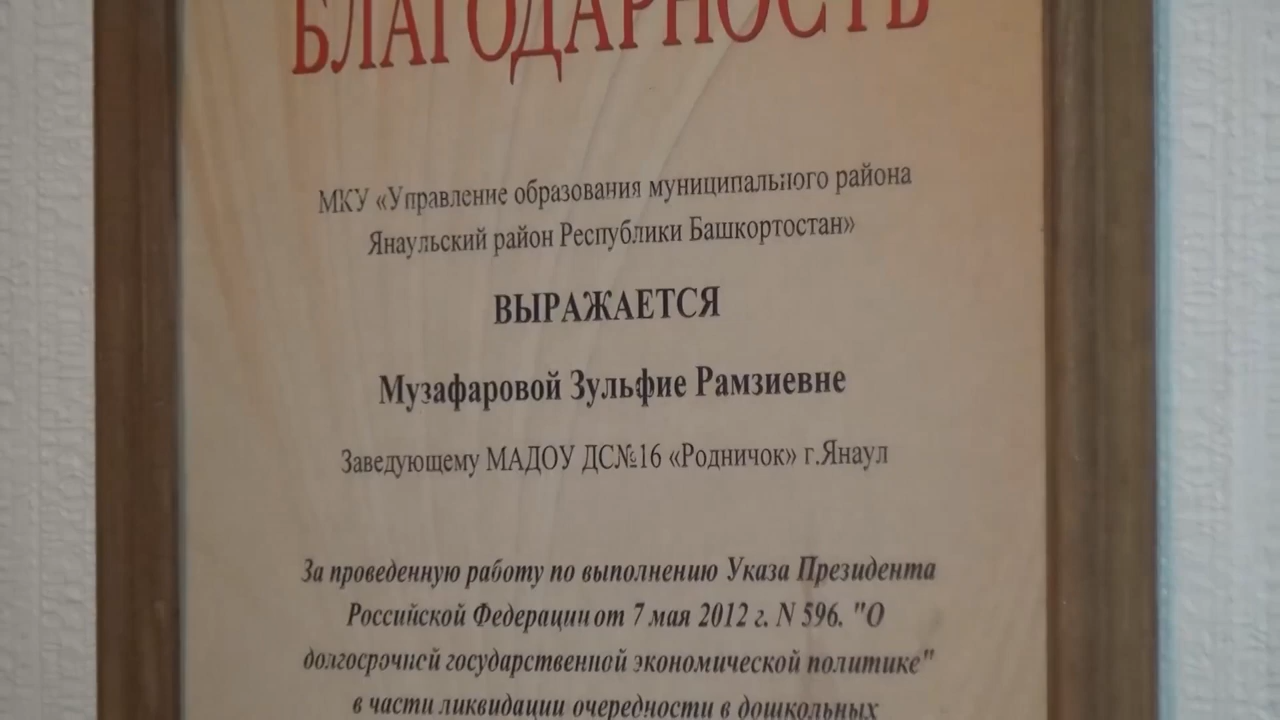 БЛАГОДАРНОСТЬ
МКУ «Управление образования муниципального района
Янаульский район Республики Башкортостан»
ВЫРАЖАЕТСЯ
Музафаровой Зульфие Рамзиевне
Заведующему МАДОУ ДС№16 «Родничок» г.Янаул
За проведенную работу по выполнению Указа Президента
Российской Федерации от 7 мая 2012 г. N 596. "О
долгосрочней государственной экономической политике"
в части ликвидации очередности в дошкольных